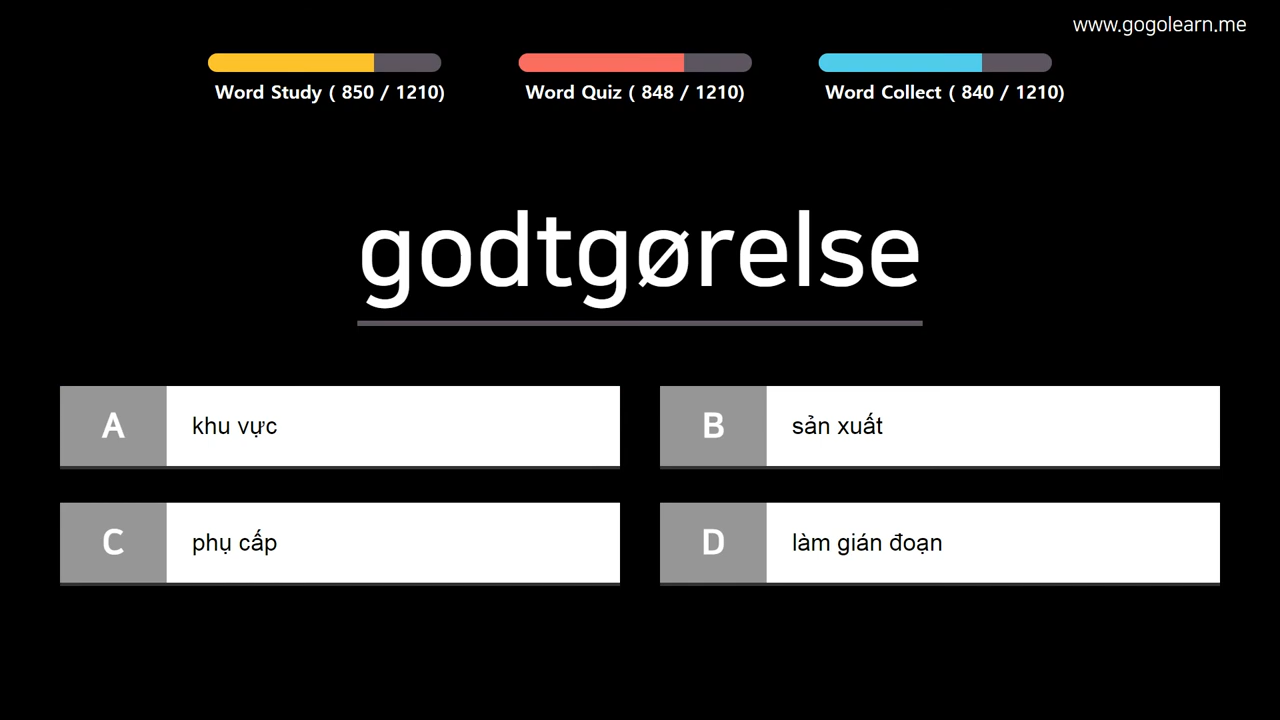 www.gogolearn.me
Word Study ( 850 / 1210)
Word Quiz ( 848 / 1210)
Word Collect ( 840 / 1210)
godtgørelse
A khu vực
B sản xuất
C phụ cấp
D làm gián đoạn